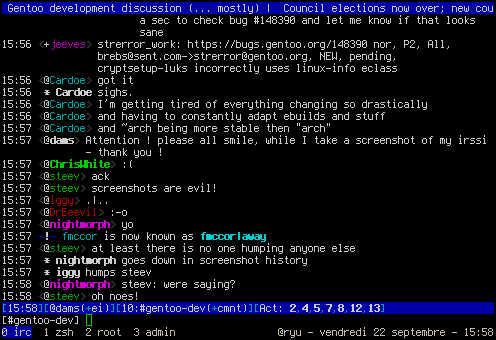 Gentoo development discussion (... mostly) |  Council elections now over; new cou
a sec to check bug #148390 and let me know if that looks
sane
15:56 <+jeeves> strerror_work: https://bugs.gentoo.org/148390 nor, P2, All,
brebs@sent.com->strerror@gentoo.org, NEW, pending,
cryptsetup-luks incorrectly uses linux-info eclass
15:56 <@Cardoe> got it
15:56  * Cardoe sighs.
15:56 <@Cardoe> I'm getting tired of everything changing so drastically
15:56 <@Cardoe> and having to constantly adapt ebuilds and stuff
15:57 <@Cardoe> and ~arch being more stable then "arch"
15:57 <@dams> Attention ! please all smile, while I take a screenshot of my irssi
- thank you !
15:57 <@ChrisWhite> :(
15:57 <@steev> ack
15:57 <@steev> screenshots are evil!
15:57 <@iggy> .|..
15:57 <@DrEeevil> :-o
15:57 <@nightmorph> yo
15:57 -!- fmccor is now known as fmccor|away
15:57 <@steev> at least there is no one humping anyone else
15:57  * nightmorph goes down in screenshot history
15:57  * iggy humps steev
15:58 <@nightmorph> steev: were saying?
15:58 <@steev> oh noes!
[15:58][@dams(+ei)][10:#gentoo-dev(+cmnt)][Act: 2,4,5,7,8,12,13]
[#gentoo-dev]
0 irc  1 zsh  2 root  3 admin @ryu - vendredi 22 septembre - 15:58